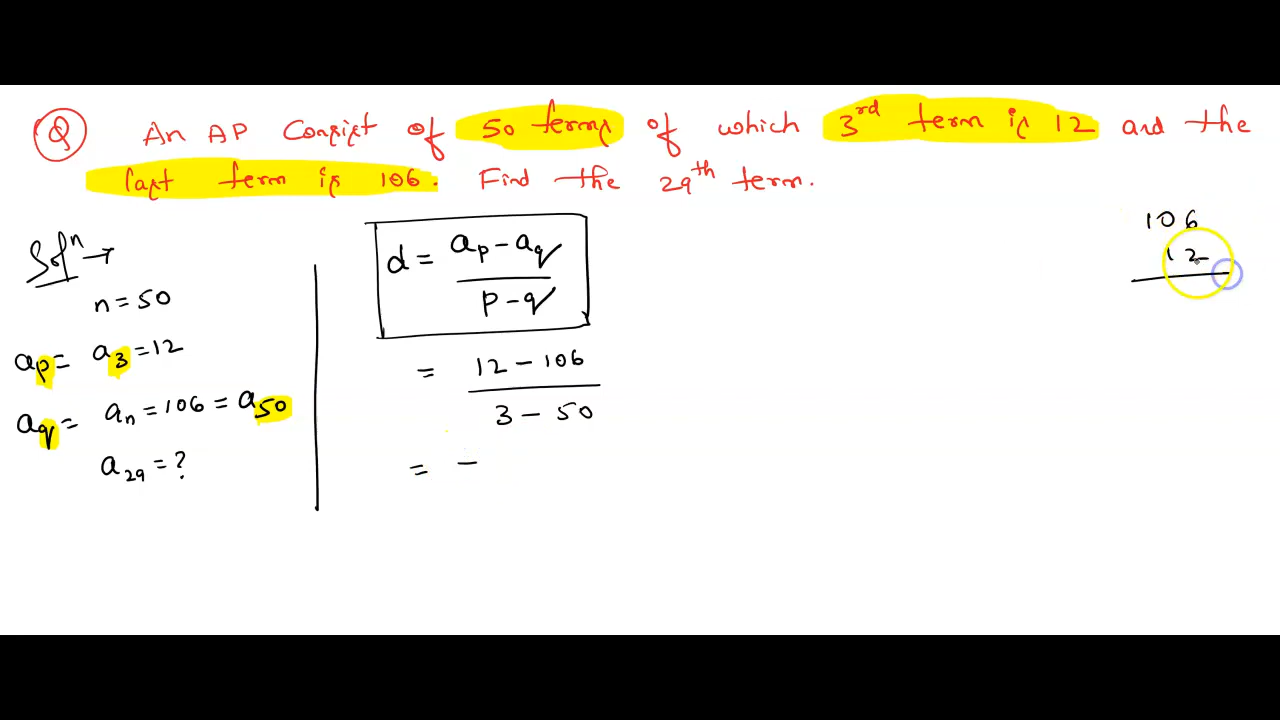 Q An AP Consist of 50 terms of which 3rd term is 12 and the
last term is 106. Find the 29th term.
Solⁿ →
n = 50
aₚ = a₃ = 12
a_q = aₙ = 106 = a₅₀
a₂₉ = ?
d = aₚ - a_q
p - q
= 12 - 106
3 - 50
= -
106
12